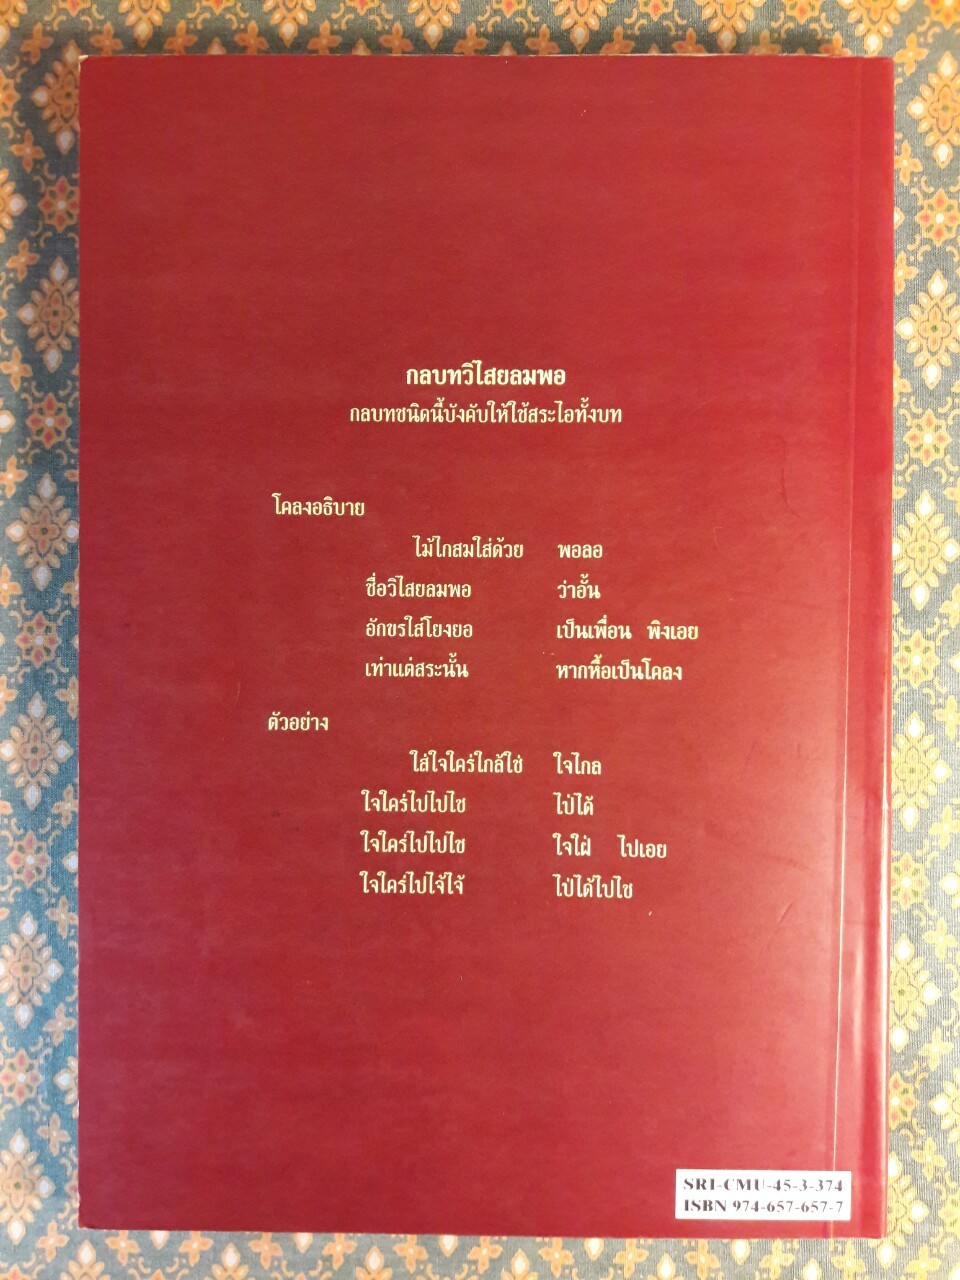 กลบทวิไสยลมพอ
กลบทชนิดนี้บังคับให้ใช้สระไอทั้งบท
โคลงอธิบาย
ไม้ไกสมใส่ด้วย พอลอ
ชื่อวิไสยลมพอ ว่าอั้น
อักขรใส่โยงยอ เป็นเพื่อน พิงเอย
เท่าแต่สระนั้น หากหื้อเป็นโคลง
ตัวอย่าง
ใส่ใจใคร่ใกล้ใช่ ใจไกล
ใจใคร่ไปไปไช ไป่ได้
ใจใคร่ไปไปไช ใจใฝ่ ไปเอย
ใจใคร่ไปไจ้ไจ้ ไป่ได้ไปไช
SRI-CMU-45-3-374
ISBN 974-657-657-7